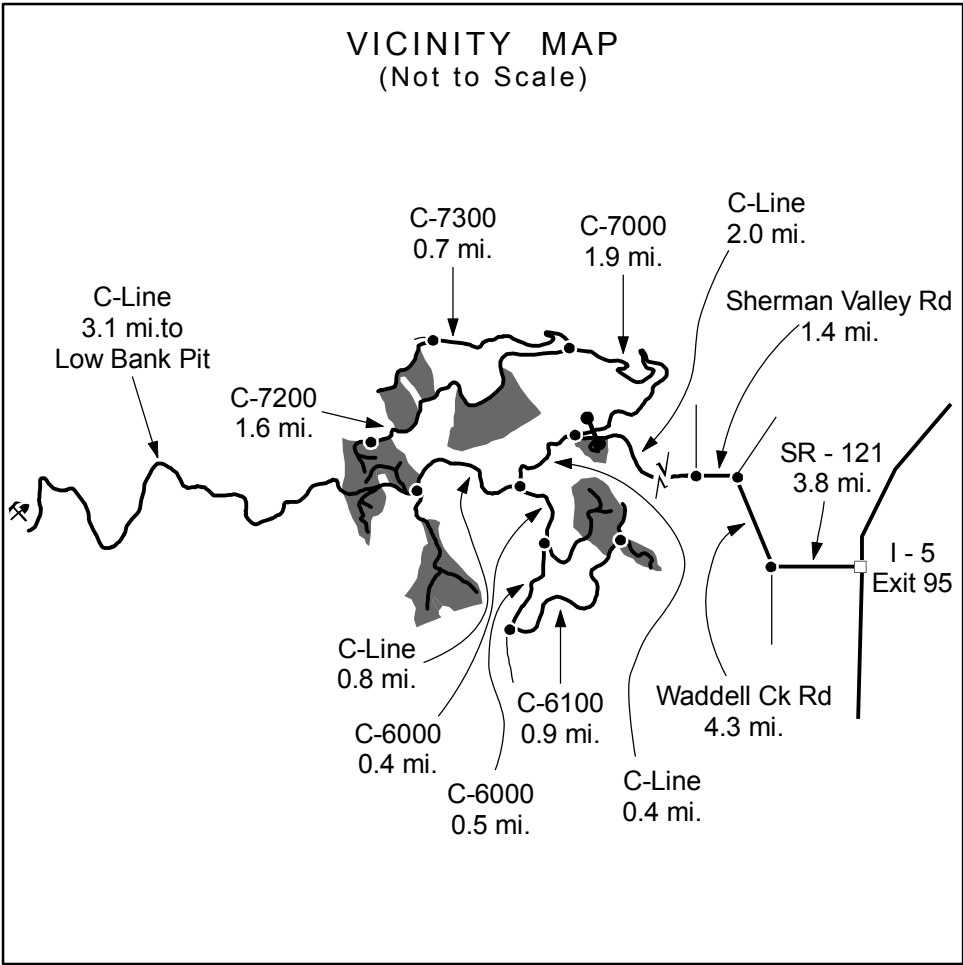 VICINITY MAP
(Not to Scale)
C-7300
0.7 mi.
C-7000
1.9 mi.
C-Line
2.0 mi.
C-Line
3.1 mi.to
Low Bank Pit
Sherman Valley Rd
1.4 mi.
C-7200
1.6 mi.
SR - 121
3.8 mi.
I - 5
Exit 95
C-Line
0.8 mi.
C-6000
0.4 mi.
C-6000
0.5 mi.
C-6100
0.9 mi.
C-Line
0.4 mi.
Waddell Ck Rd
4.3 mi.